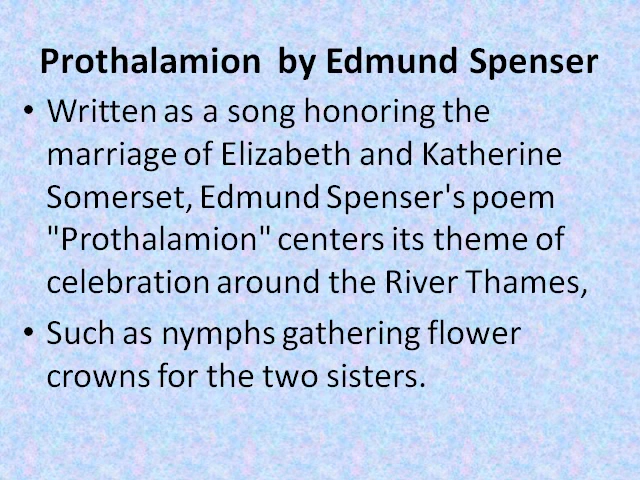 Prothalamion by Edmund Spenser
• Written as a song honoring the
marriage of Elizabeth and Katherine
Somerset, Edmund Spenser's poem
"Prothalamion" centers its theme of
celebration around the River Thames,
• Such as nymphs gathering flower
crowns for the two sisters.